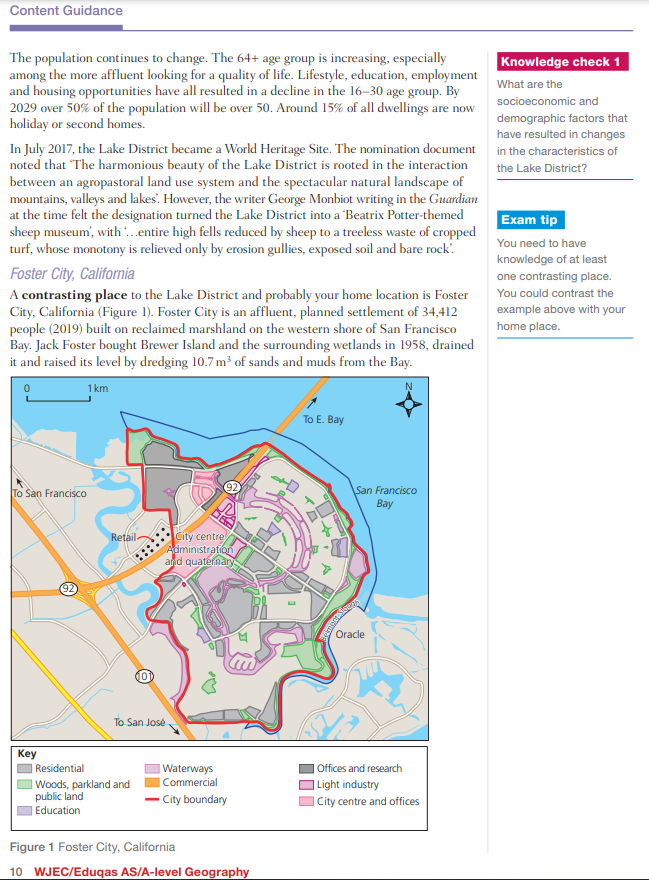 Content Guidance
The population continues to change. The 64+ age group is increasing, especially
among the more affluent looking for a quality of life. Lifestyle, education, employment
and housing opportunities have all resulted in a decline in the 16–30 age group. By
2029 over 50% of the population will be over 50. Around 15% of all dwellings are now
holiday or second homes.
In July 2017, the Lake District became a World Heritage Site. The nomination document
noted that ‘The harmonious beauty of the Lake District is rooted in the interaction
between an agropastoral land use system and the spectacular natural landscape of
mountains, valleys and lakes’. However, the writer George Monbiot writing in the Guardian
at the time felt the designation turned the Lake District into a ‘Beatrix Potter-themed
sheep museum’, with ‘…entire high fells reduced by sheep to a treeless waste of cropped
turf, whose monotony is relieved only by erosion gullies, exposed soil and bare rock’.
Foster City, California
A contrasting place to the Lake District and probably your home location is Foster
City, California (Figure 1). Foster City is an affluent, planned settlement of 34,412
people (2019) built on reclaimed marshland on the western shore of San Francisco
Bay. Jack Foster bought Brewer Island and the surrounding wetlands in 1958, drained
it and raised its level by dredging 10.7 m³ of sands and muds from the Bay.
Knowledge check 1
What are the
socioeconomic and
demographic factors that
have resulted in changes
in the characteristics of
the Lake District?
Exam tip
You need to have
knowledge of at least
one contrasting place.
You could contrast the
example above with your
home place.
0 1 km
N
To E. Bay
To San Francisco
92
San Francisco
Bay
Retail
City centre
Administration
and quaternary
92
Oracle
101
To San José
Key
Residential
Woods, parkland and
public land
Education
Waterways
Commercial
City boundary
Offices and research
Light industry
City centre and offices
Figure 1 Foster City, California
10 WJEC/Eduqas AS/A-level Geography